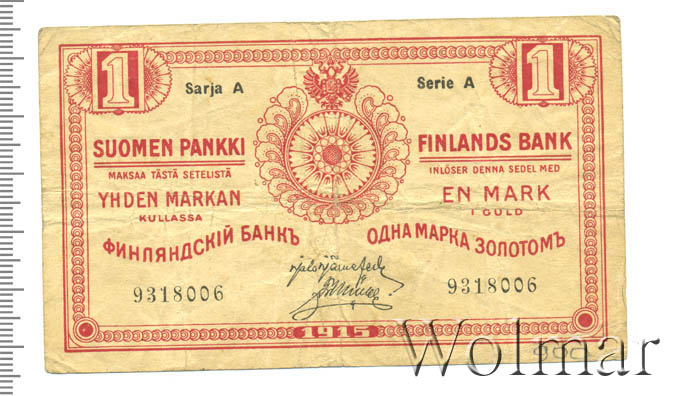 1
Sarja A
Serie A
1
SUOMEN PANKKI
FINLANDS BANK
MAKSAA TÄSTÄ SETELISTÄ
INLÖSER DENNA SEDEL MED
YHDEN MARKAN
EN MARK
KULLASSA
I GULD
ФИНЛЯНДСКІЙ БАНКЪ
ОДНА МАРКА ЗОЛОТОМЪ
9318006
9318006
1915
Wolmar